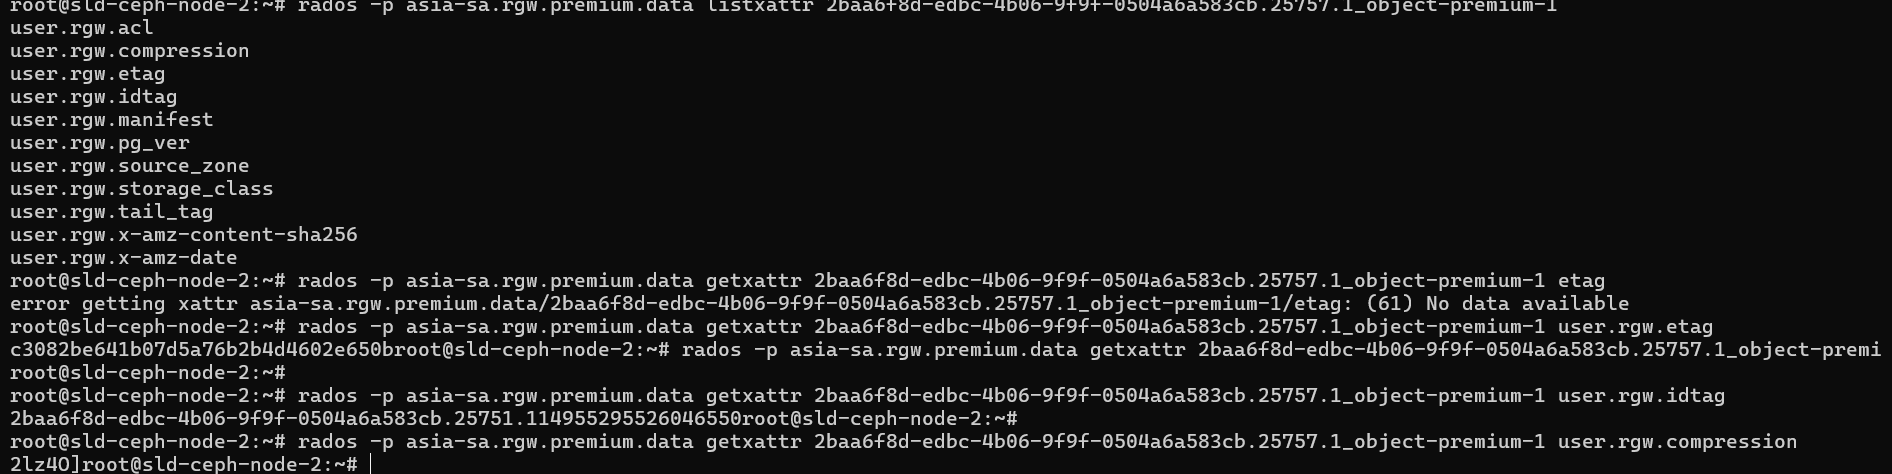 root@sld-ceph-node-2:~# rados -p asia-sa.rgw.premium.data listxattr 2baa6f8d-edbc-4b06-9f9f-0504a6a583cb.25757.1_object-premium-1
user.rgw.acl
user.rgw.compression
user.rgw.etag
user.rgw.idtag
user.rgw.manifest
user.rgw.pg_ver
user.rgw.source_zone
user.rgw.storage_class
user.rgw.tail_tag
user.rgw.x-amz-content-sha256
user.rgw.x-amz-date
root@sld-ceph-node-2:~# rados -p asia-sa.rgw.premium.data getxattr 2baa6f8d-edbc-4b06-9f9f-0504a6a583cb.25757.1_object-premium-1 etag
error getting xattr asia-sa.rgw.premium.data/2baa6f8d-edbc-4b06-9f9f-0504a6a583cb.25757.1_object-premium-1/etag: (61) No data available
root@sld-ceph-node-2:~# rados -p asia-sa.rgw.premium.data getxattr 2baa6f8d-edbc-4b06-9f9f-0504a6a583cb.25757.1_object-premium-1 user.rgw.etag
c3082be641b07d5a76b2b4d4602e650broot@sld-ceph-node-2:~# rados -p asia-sa.rgw.premium.data getxattr 2baa6f8d-edbc-4b06-9f9f-0504a6a583cb.25757.1_object-premi
root@sld-ceph-node-2:~#
root@sld-ceph-node-2:~# rados -p asia-sa.rgw.premium.data getxattr 2baa6f8d-edbc-4b06-9f9f-0504a6a583cb.25757.1_object-premium-1 user.rgw.idtag
2baa6f8d-edbc-4b06-9f9f-0504a6a583cb.25751.1149552955260465​50root@sld-ceph-node-2:~#
root@sld-ceph-node-2:~# rados -p asia-sa.rgw.premium.data getxattr 2baa6f8d-edbc-4b06-9f9f-0504a6a583cb.25757.1_object-premium-1 user.rgw.compression
2lz4O]root@sld-ceph-node-2:~#